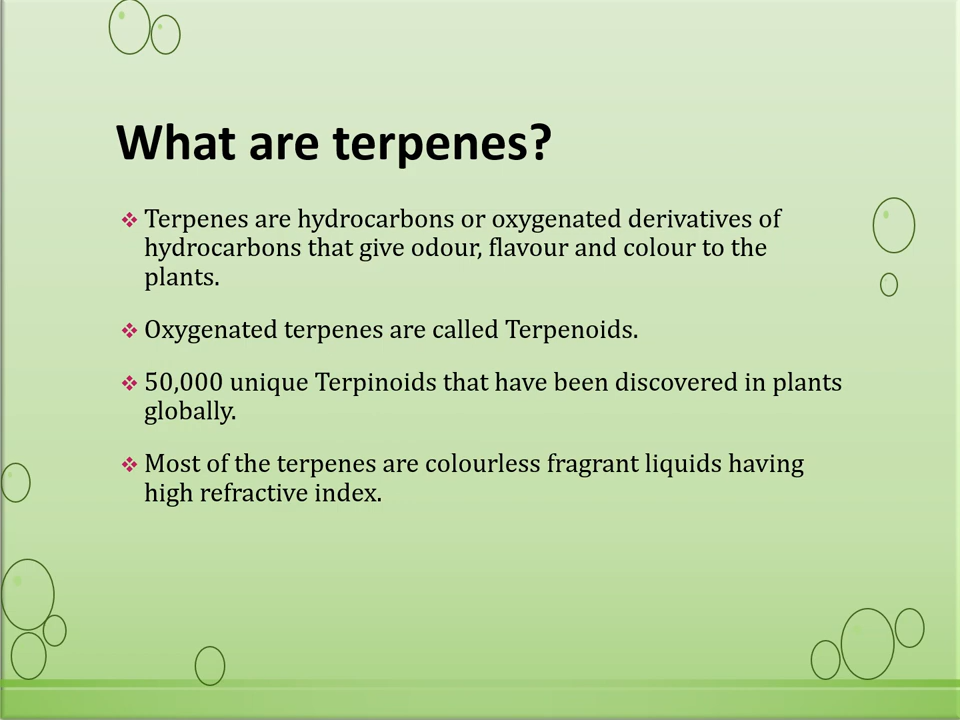 What are terpenes?
❖ Terpenes are hydrocarbons or oxygenated derivatives of
hydrocarbons that give odour, flavour and colour to the
plants.
❖ Oxygenated terpenes are called Terpenoids.
❖ 50,000 unique Terpinoids that have been discovered in plants
globally.
❖ Most of the terpenes are colourless fragrant liquids having
high refractive index.